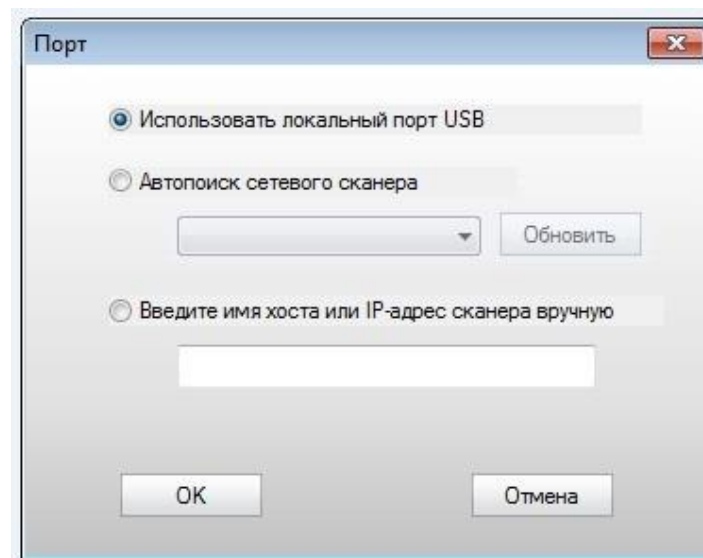 Порт
Использовать локальный порт USB
Автопоиск сетевого сканера
Обновить
Введите имя хоста или IP-адрес сканера вручную
OK
Отмена